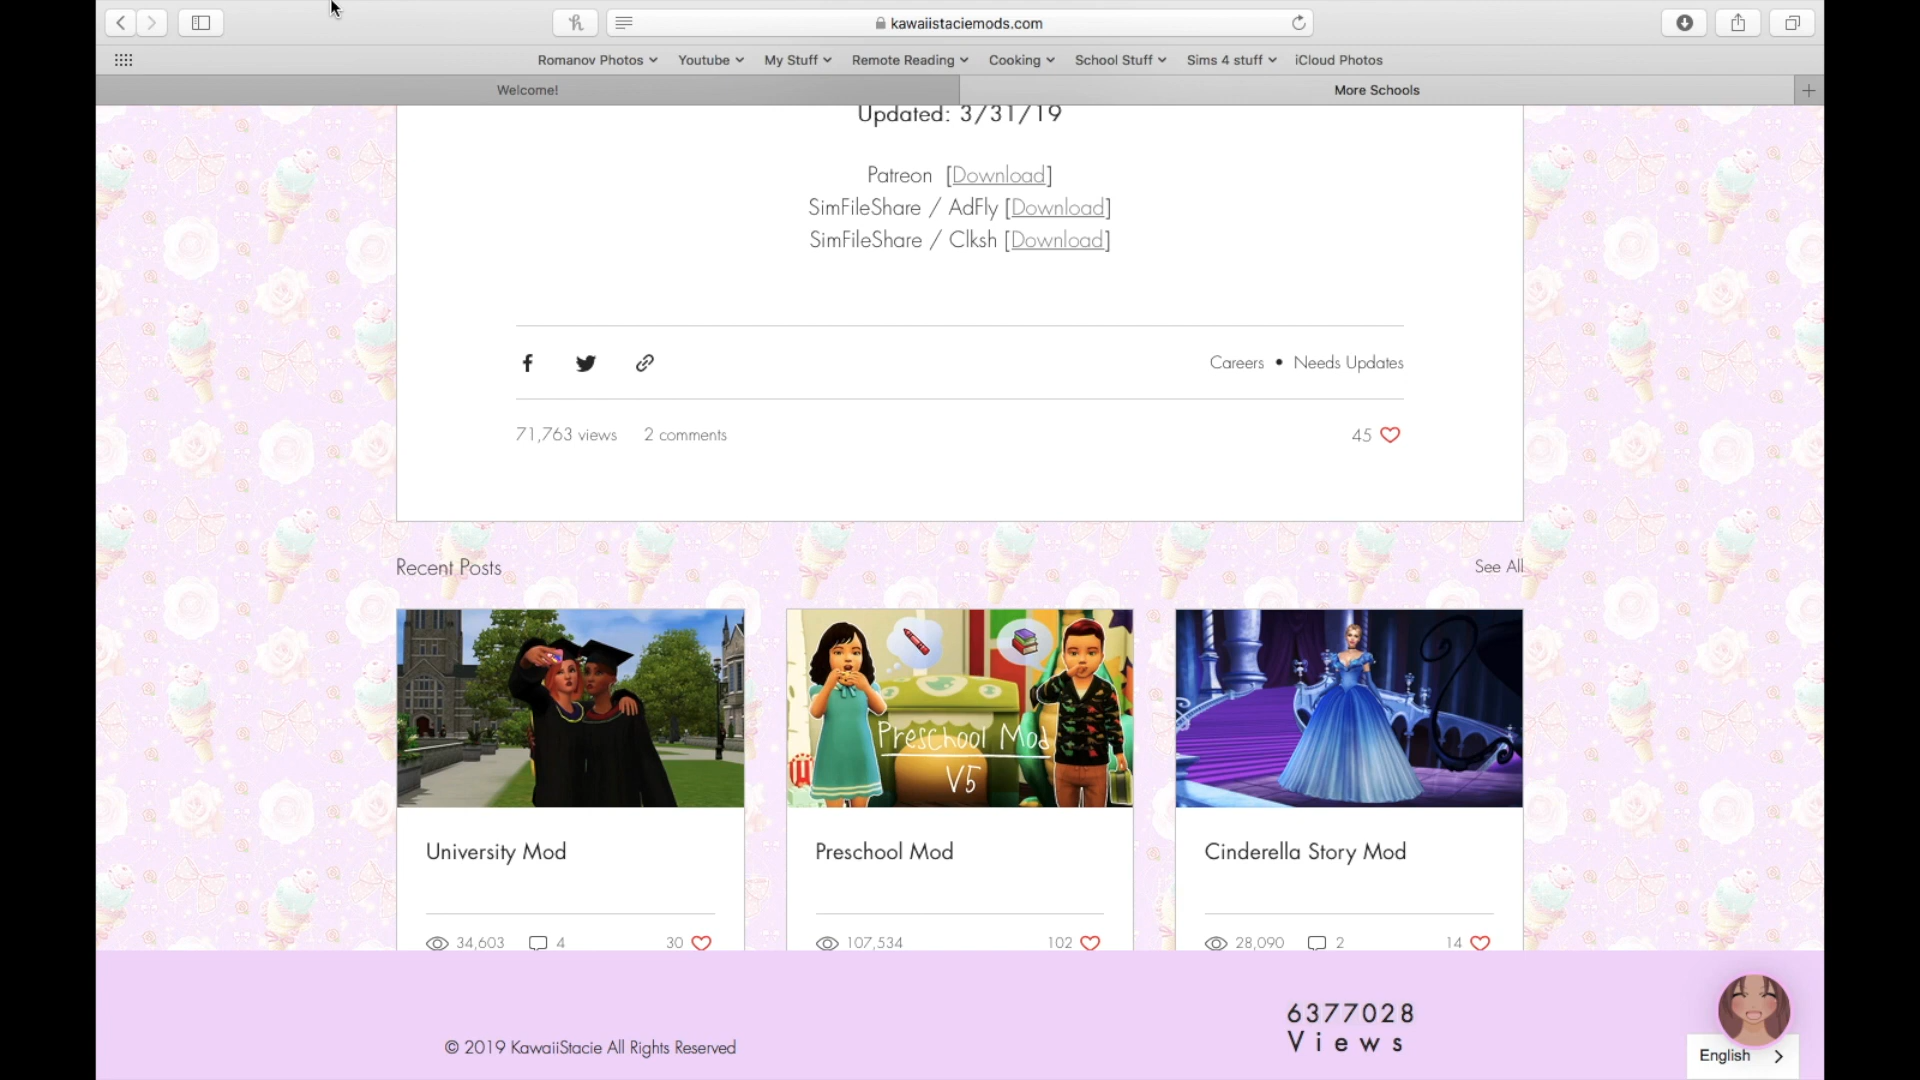 kawaiistaciemods.com
Romanov Photos Youtube My Stuff Remote Reading Cooking School Stuff Sims 4 stuff iCloud Photos
Welcome! More Schools
Updated: 3/31/19
Patreon [Download]
SimFileShare / AdFly [Download]
SimFileShare / Clksh [Download]
Careers • Needs Updates
71,763 views 2 comments 45
Recent Posts See All
Preschool Mod
V5
University Mod Preschool Mod Cinderella Story Mod
34,603 4 30 107,534 102 28,090 2 14
6377028
Views
© 2019 KawaiiStacie All Rights Reserved
English